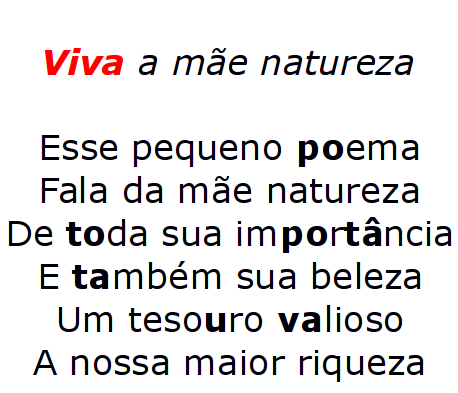 Viva a mãe natureza
Esse pequeno poema
Fala da mãe natureza
De toda sua importância
E também sua beleza
Um tesouro valioso
A nossa maior riqueza